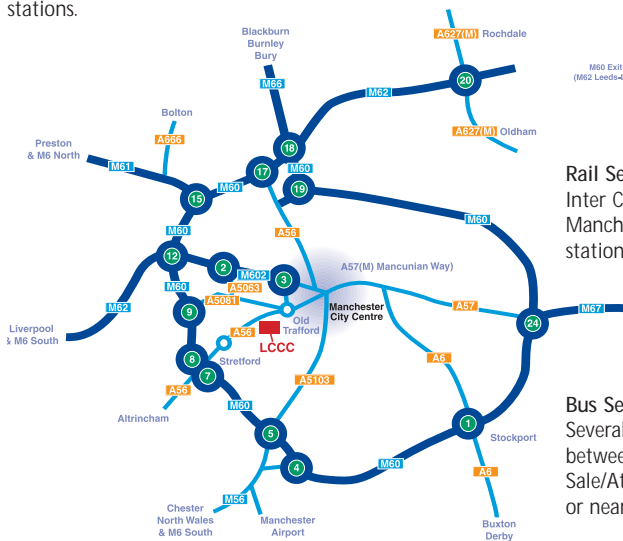 stations.
A627(M) Rochdale
Blackburn
Burnley
Bury
M60 Exit
(M62 Leeds-L
M66
20
M62
Bolton
A666
A627(M) Oldham
Preston
& M6 North
M61
18
M60
17
Rail Se
Inter C
Manch
station
15
M60
19
M60
A56
M60
12
2
M602
3
A57(M) Mancunian Way)
M60
A5063
A5081
M62
9
Old
Trafford
Manchester
City Centre
A57
M67
24
Liverpool
& M6 South
A56
LCCC
8
Stretford
7
A6
A56
A5103
Bus Se
Several
between
Sale/At
or near
M60
Altrincham
5
1
Stockport
4
M60
A6
M56
Chester
North Wales
& M6 South
Manchester
Airport
Buxton
Derby